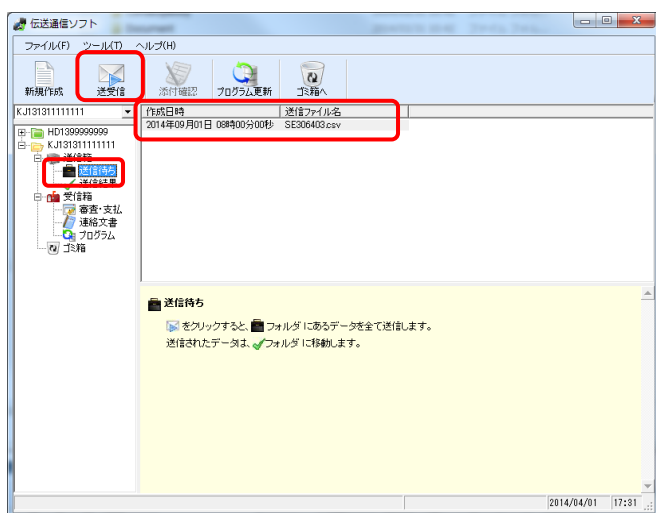 伝送通信ソフト
ファイル(F) ツール(T) ヘルプ(H)
新規作成 送受信 添付確認 プログラム更新 ゴミ箱へ
KJ131311111111
作成日時 送信ファイル名
2014年09月01日 08時00分00秒 SE306403.csv
HD1399999999
KJ131311111111
送信箱
送信待ち
送信結果
受信箱
審査・支払
連絡文書
プログラム
ゴミ箱
送信待ち
をクリックすると、 フォルダにあるデータを全て送信します。
送信されたデータは、 フォルダに移動します。
2014/04/01 17:31